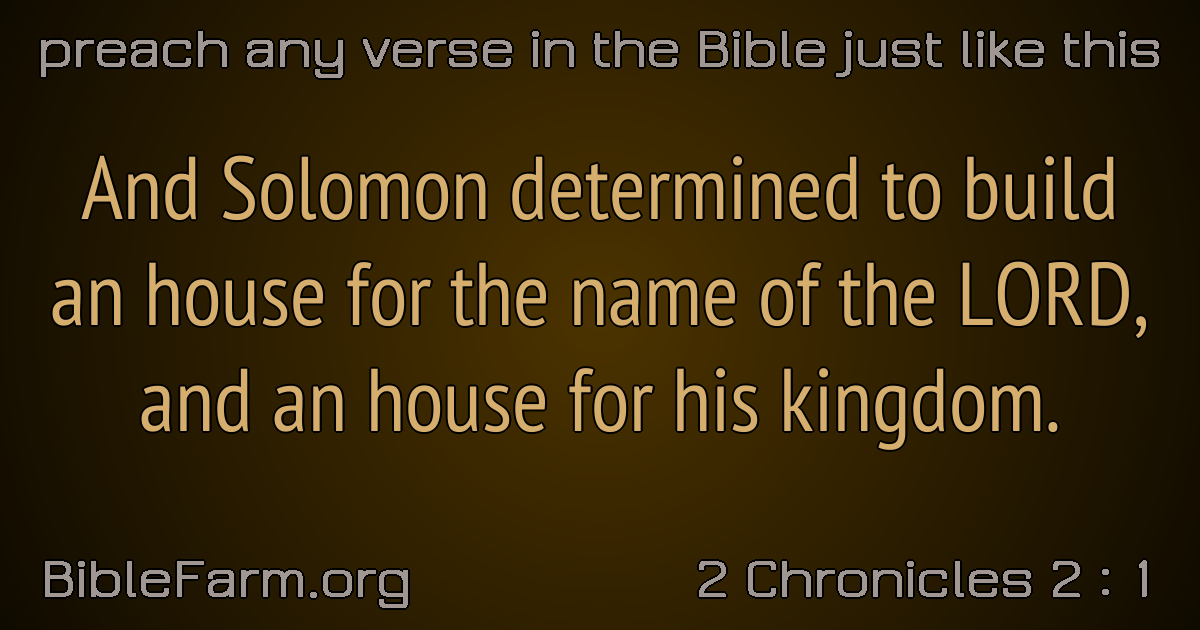 preach any verse in the Bible just like this
And Solomon determined to build
an house for the name of the LORD,
and an house for his kingdom.
BibleFarm.org
2 Chronicles 2 : 1